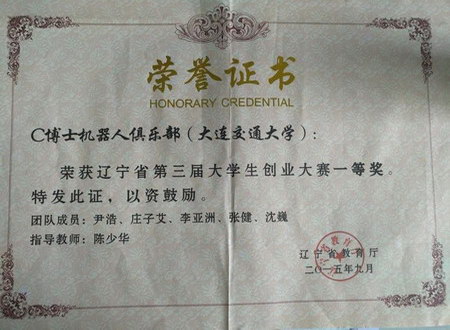 荣誉证书
HONORARY CREDENTIAL
C博士机器人俱乐部(大连交通大学):
荣获辽宁省第三届大学生创业大赛一等奖。
特发此证,以资鼓励。
团队成员:尹浩、庄子艾、李亚洲、张健、沈巍
指导教师:陈少华
辽宁省教育厅
二〇一五年九月